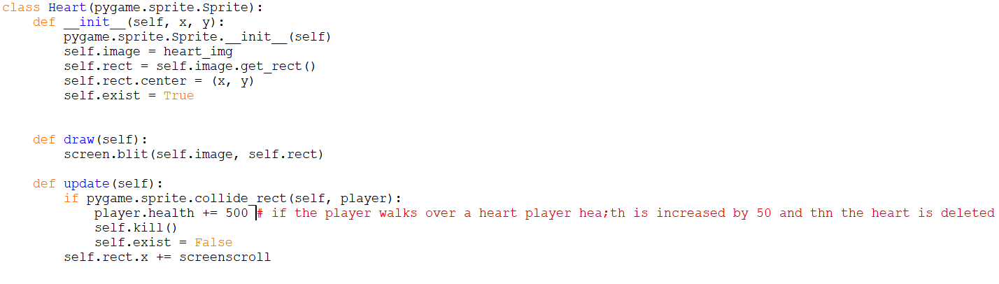 class Heart(pygame.sprite.Sprite):
    def __init__(self, x, y):
        pygame.sprite.Sprite.__init__(self)
        self.image = heart_img
        self.rect = self.image.get_rect()
        self.rect.center = (x, y)
        self.exist = True
    def draw(self):
        screen.blit(self.image, self.rect)
    def update(self):
        if pygame.sprite.collide_rect(self, player):
            player.health += 500 # if the player walks over a heart player hea;th is increased by 50 and thn the heart is deleted
            self.kill()
            self.exist = False
        self.rect.x += screenscroll